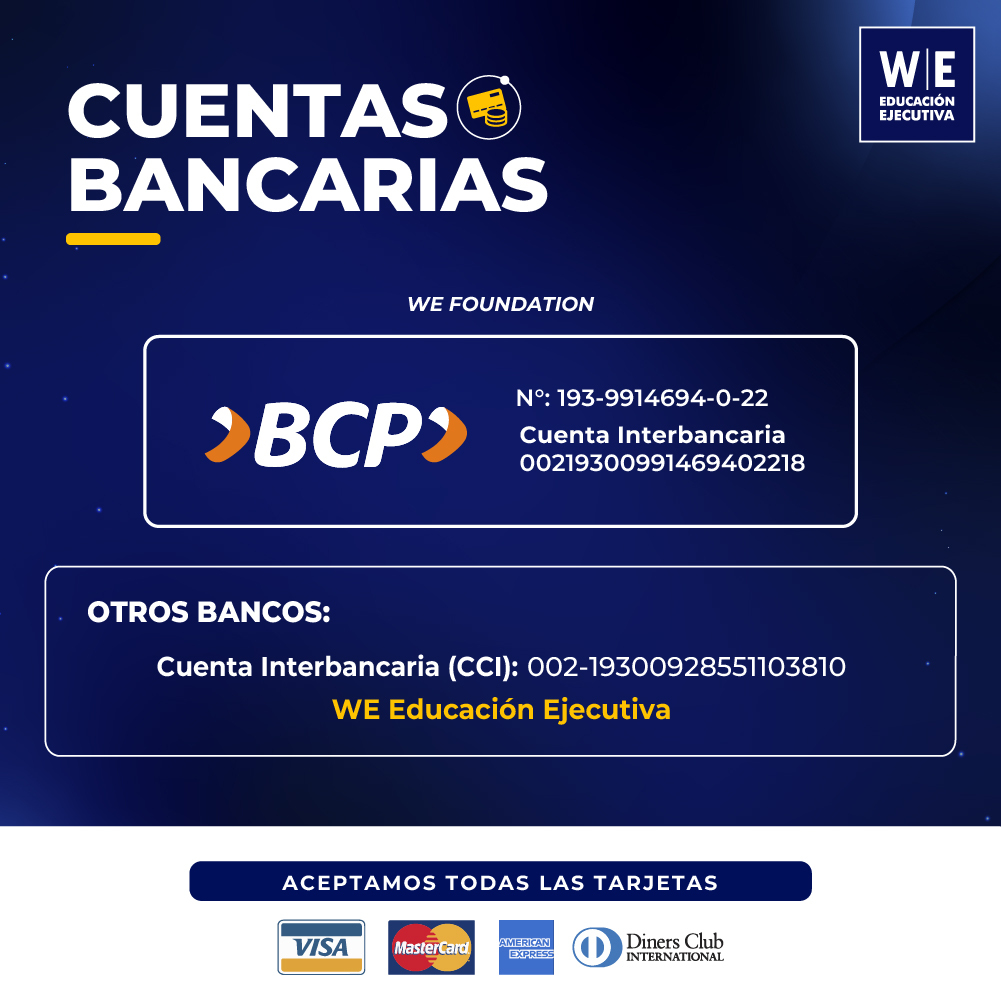 W|E
EDUCACIÓN
EJECUTIVA
CUENTAS
BANCARIAS
WE FOUNDATION
BCP
N°: 193-9914694-0-22
Cuenta Interbancaria
00219300991469402218
OTROS BANCOS:
Cuenta Interbancaria (CCI): 002-19300928551103810
WE Educación Ejecutiva
ACEPTAMOS TODAS LAS TARJETAS
VISA
MasterCard
AMERICAN
EXPRESS
Diners Club
INTERNATIONAL